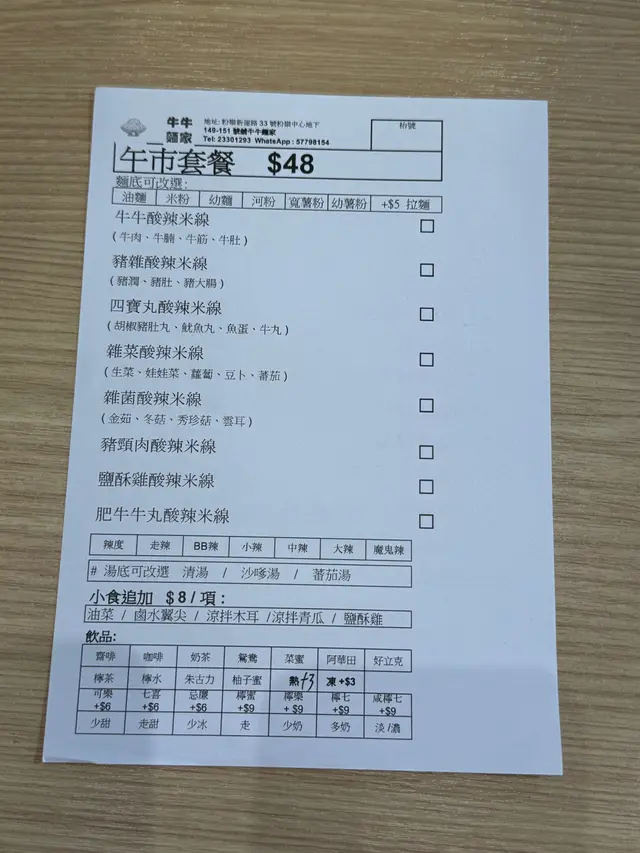 牛牛
麵家
地址: 粉嶺新運路 33 號粉嶺中心地下
149-151 號舖牛牛麵家
Tel: 23301293 WhatsApp : 57798154
枱號
午市套餐 $48
麵底可改選:
油麵 米粉 幼麵 河粉 寬薯粉 幼薯粉 +$5 拉麵
牛牛酸辣米線
( 牛肉、牛腩、牛筋、牛肚 )
豬雜酸辣米線
( 豬潤、豬肚、豬大腸 )
四寶丸酸辣米線
( 胡椒豬肚丸、魷魚丸、魚蛋、牛丸 )
雜菜酸辣米線
( 生菜、娃娃菜、蘿蔔、豆卜、蕃茄 )
雜菌酸辣米線
( 金茹、冬菇、秀珍菇、雲耳 )
豬頸肉酸辣米線
鹽酥雞酸辣米線
肥牛牛丸酸辣米線
辣度 走辣 BB辣 小辣 中辣 大辣 魔鬼辣
# 湯底可改選 清湯 / 沙嗲湯 / 蕃茄湯
小食追加 $8/項:
油菜 / 鹵水翼尖 / 涼拌木耳 /涼拌青瓜 / 鹽酥雞
飲品:
齋啡 咖啡 奶茶 鴛鴦 菜蜜 阿華田 好立克
檸茶 檸水 朱古力 柚子蜜 熱 +3 凍 +$3
可樂 +$6 七喜 +$6 忌廉 +$6 檸蜜 +$9 檸樂 + $9 檸七 +$9 咸檸七 +$9
少甜 走甜 少冰 走 少奶 多奶 淡 /濃